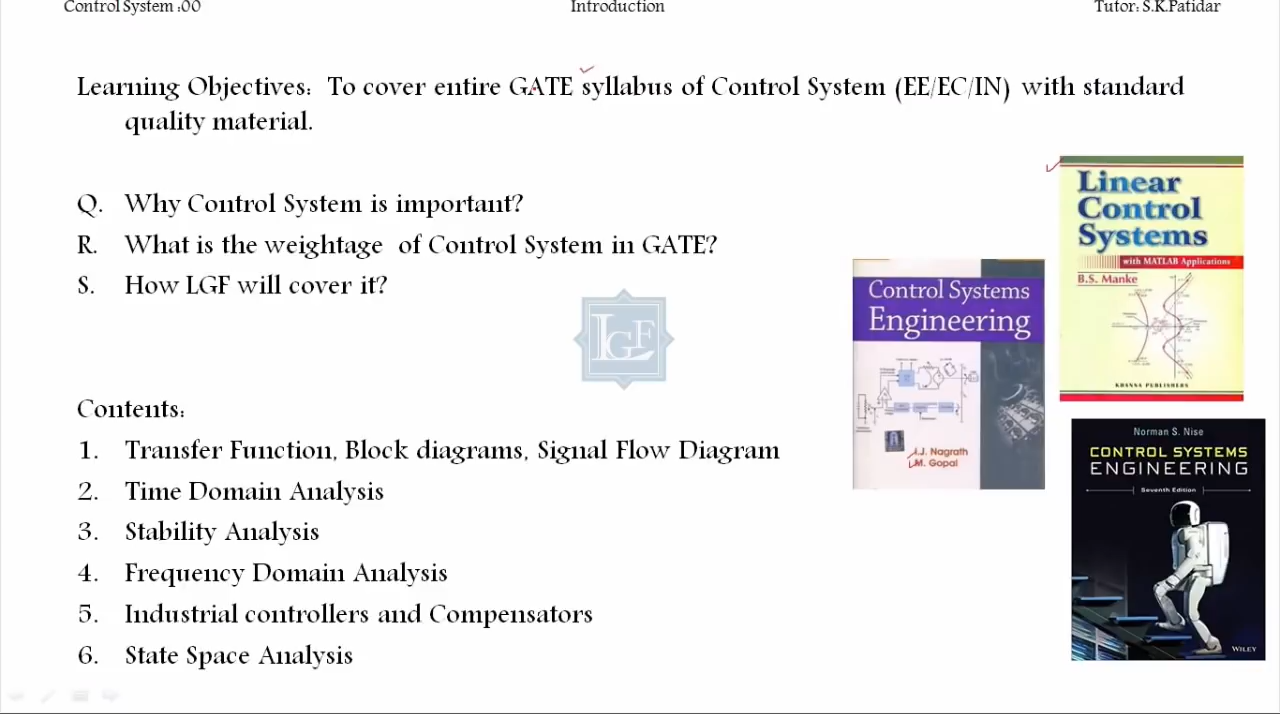 Control System :00 Introduction Tutor: S.K.Patidar
Learning Objectives: To cover entire GATE syllabus of Control System (EE/EC/IN) with standard
quality material.
Q. Why Control System is important?
R. What is the weightage of Control System in GATE?
S. How LGF will cover it?
LGF
Contents:
1. Transfer Function, Block diagrams, Signal Flow Diagram
2. Time Domain Analysis
3. Stability Analysis
4. Frequency Domain Analysis
5. Industrial controllers and Compensators
6. State Space Analysis
Control Systems
Engineering
I.J. Nagrath
M. Gopal
Linear
Control
Systems
with MATLAB Applications
B.S. Manke
KHANNA PUBLISHERS
Norman S. Nise
CONTROL SYSTEMS
ENGINEERING
Seventh Edition
WILEY